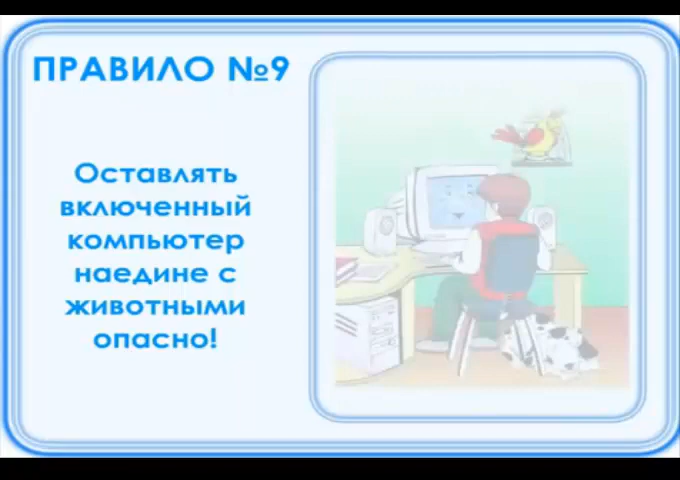 ПРАВИЛО №9
Оставлять
включенный
компьютер
наедине с
животными
опасно!